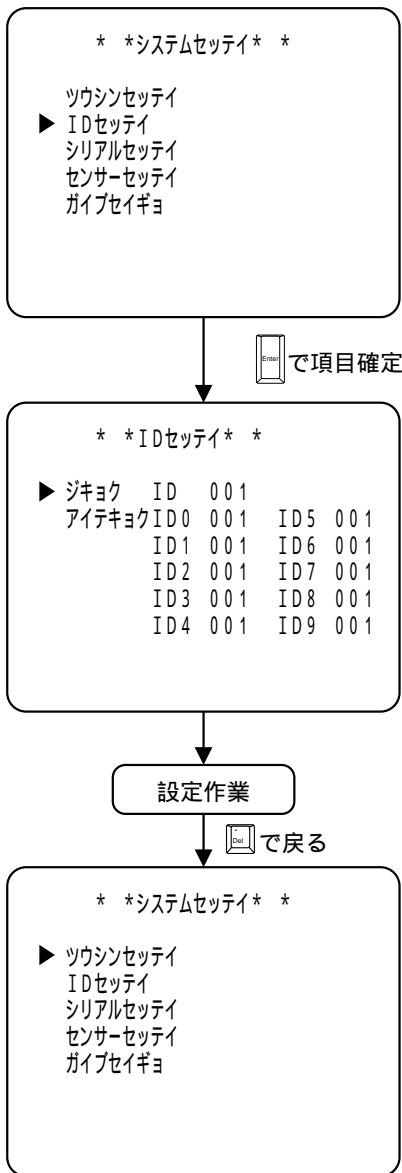 * *システムセッテイ* *
ツウシンセッテイ
▶ IDセッテイ
シリアルセッテイ
センサーセッテイ
ガイブセイギョ
Enter で項目確定
* *IDセッテイ* *
▶ ジキョク ID 001
アイテキョクID0 001 ID5 001
ID1 001 ID6 001
ID2 001 ID7 001
ID3 001 ID8 001
ID4 001 ID9 001
設定作業
. Del で戻る
* *システムセッテイ* *
▶ ツウシンセッテイ
IDセッテイ
シリアルセッテイ
センサーセッテイ
ガイブセイギョ